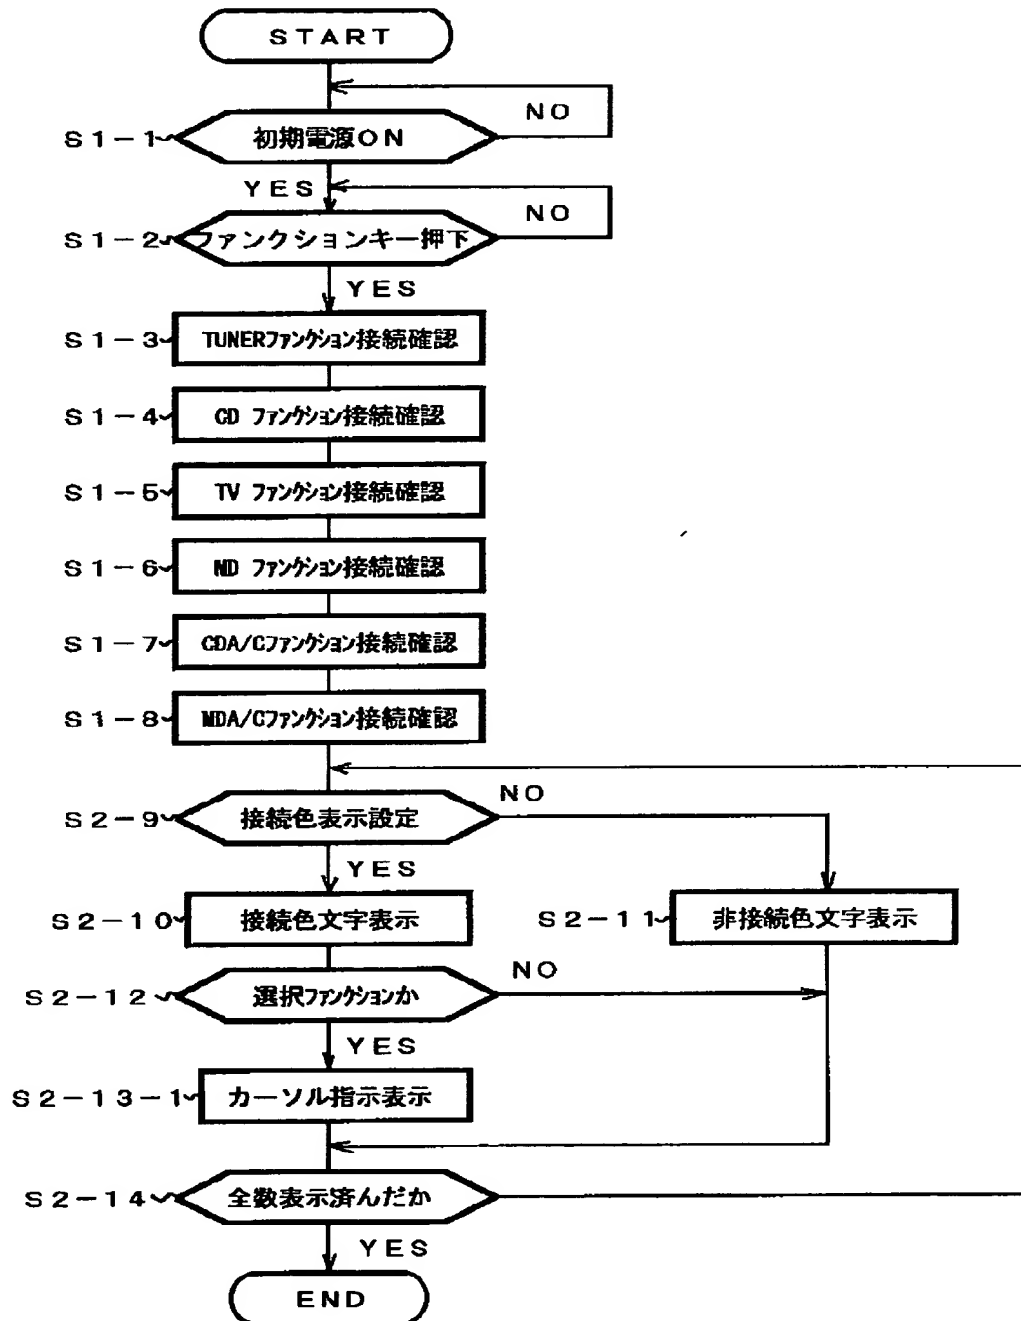 START
NO
S1-1 初期電源ON
YES
NO
S1-2 ファンクションキー押下
YES
S1-3 TUNERファンクション接続確認
S1-4 CD ファンクション接続確認
S1-5 TV ファンクション接続確認
S1-6 MD ファンクション接続確認
S1-7 CDA/Cファンクション接続確認
S1-8 MDA/Cファンクション接続確認
NO
S2-9 接続色表示設定
YES
S2-10 接続色文字表示
S2-11 非接続色文字表示
NO
S2-12 選択ファンクションか
YES
S2-13-1 カーソル指示表示
S2-14 全数表示済んだか
YES
END